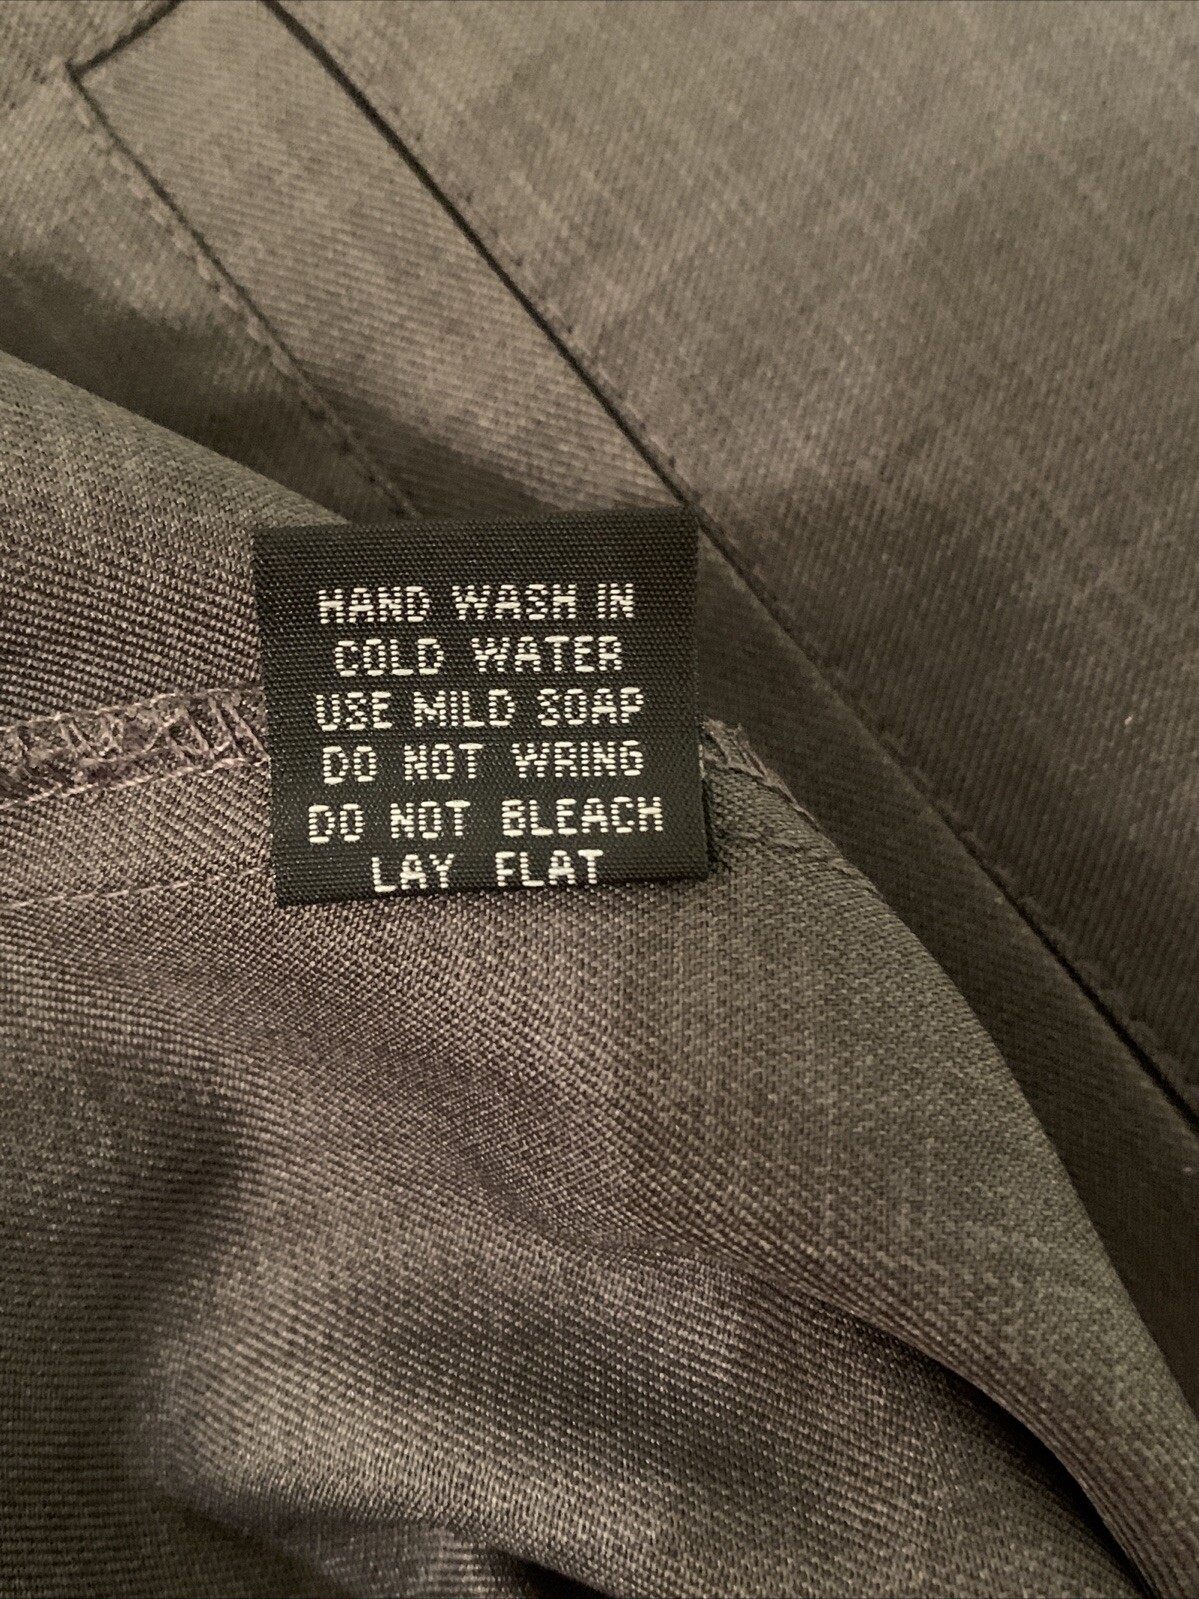 HAND WASH IN
COLD WATER
USE MILD SOAP
DO NOT WRING
DO NOT BLEACH
LAY FLAT